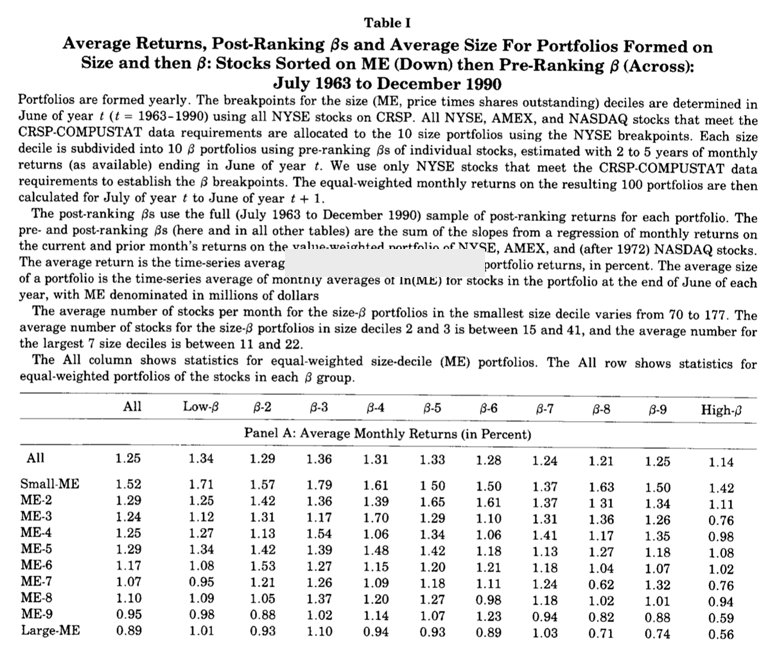 Table I
Average Returns, Post-Ranking βs and Average Size For Portfolios Formed on
Size and then β: Stocks Sorted on ME (Down) then Pre-Ranking β (Across):
July 1963 to December 1990
Portfolios are formed yearly. The breakpoints for the size (ME, price times shares outstanding) deciles are determined in
June of year t (t = 1963–1990) using all NYSE stocks on CRSP. All NYSE, AMEX, and NASDAQ stocks that meet the
CRSP-COMPUSTAT data requirements are allocated to the 10 size portfolios using the NYSE breakpoints. Each size
decile is subdivided into 10 β portfolios using pre-ranking βs of individual stocks, estimated with 2 to 5 years of monthly
returns (as available) ending in June of year t. We use only NYSE stocks that meet the CRSP-COMPUSTAT data
requirements to establish the β breakpoints. The equal-weighted monthly returns on the resulting 100 portfolios are then
calculated for July of year t to June of year t + 1.
The post-ranking βs use the full (July 1963 to December 1990) sample of post-ranking returns for each portfolio. The
pre- and post-ranking βs (here and in all other tables) are the sum of the slopes from a regression of monthly returns on
the current and prior month's returns on the value-weighted portfolio of NYSE, AMEX, and (after 1972) NASDAQ stocks.
The average return is the time-series averag portfolio returns, in percent. The average size
of a portfolio is the time-series average of monthly averages of ln(ME) for stocks in the portfolio at the end of June of each
year, with ME denominated in millions of dollars
The average number of stocks per month for the size-β portfolios in the smallest size decile varies from 70 to 177. The
average number of stocks for the size-β portfolios in size deciles 2 and 3 is between 15 and 41, and the average number for
the largest 7 size deciles is between 11 and 22.
The All column shows statistics for equal-weighted size-decile (ME) portfolios. The All row shows statistics for
equal-weighted portfolios of the stocks in each β group.
All Low-β β-2 β-3 β-4 β-5 β-6 β-7 β-8 β-9 High-β
Panel A: Average Monthly Returns (in Percent)
All 1.25 1.34 1.29 1.36 1.31 1.33 1.28 1.24 1.21 1.25 1.14
Small-ME 1.52 1.71 1.57 1.79 1.61 1 50 1.50 1.37 1.63 1.50 1.42
ME-2 1.29 1.25 1.42 1.36 1.39 1.65 1.61 1.37 1 31 1.34 1.11
ME-3 1.24 1.12 1.31 1.17 1.70 1.29 1.10 1.31 1.36 1.26 0.76
ME-4 1.25 1.27 1.13 1.54 1.06 1.34 1.06 1.41 1.17 1.35 0.98
ME-5 1.29 1.34 1.42 1.39 1.48 1.42 1.18 1.13 1.27 1.18 1.08
ME-6 1.17 1.08 1.53 1.27 1.15 1.20 1.21 1.18 1.04 1.07 1.02
ME-7 1.07 0.95 1.21 1.26 1.09 1.18 1.11 1.24 0.62 1.32 0.76
ME-8 1.10 1.09 1.05 1.37 1.20 1.27 0.98 1.18 1.02 1.01 0.94
ME-9 0.95 0.98 0.88 1.02 1.14 1.07 1.23 0.94 0.82 0.88 0.59
Large-ME 0.89 1.01 0.93 1.10 0.94 0.93 0.89 1.03 0.71 0.74 0.56